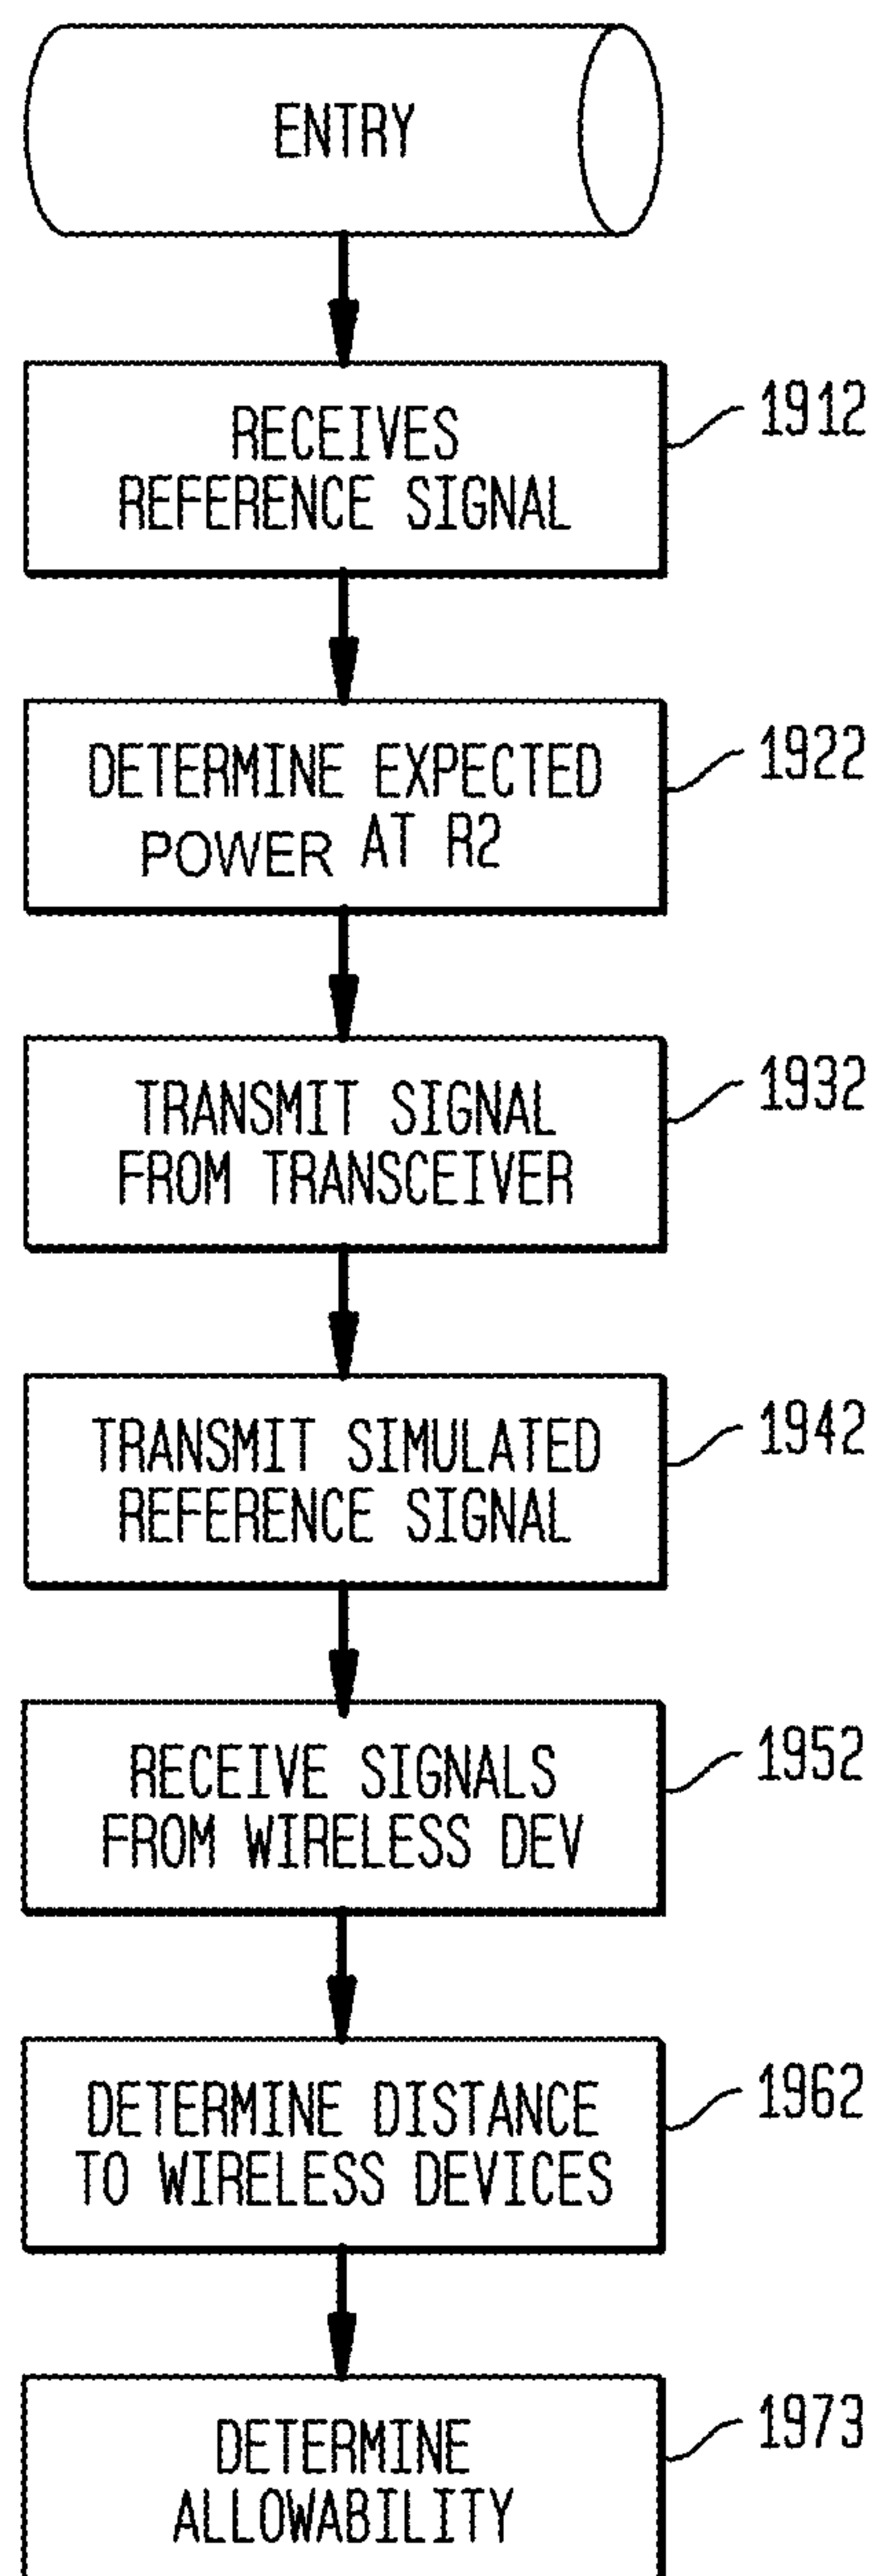 ENTRY
RECEIVES
REFERENCE SIGNAL
1912
DETERMINE EXPECTED
POWER AT R2
1922
TRANSMIT SIGNAL
FROM TRANSCEIVER
1932
TRANSMIT SIMULATED
REFERENCE SIGNAL
1942
RECEIVE SIGNALS
FROM WIRELESS DEV
1952
DETERMINE DISTANCE
TO WIRELESS DEVICES
1962
DETERMINE
ALLOWABILITY
1973